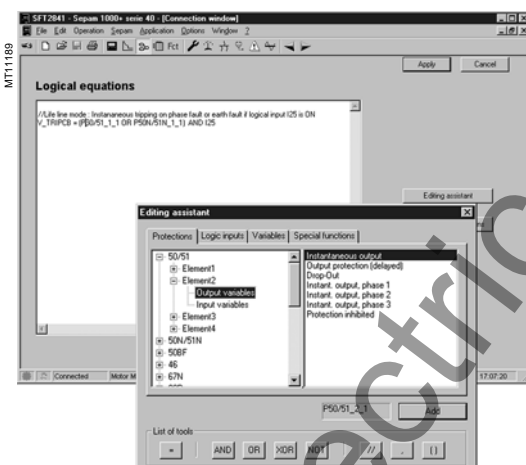 MT11189
SFT2841 - Sepam 1000+ serie 40 - [Connection window]
File Edit Operation Sepam Application Options Window ?
Fct
Apply
Cancel
Logical equations
//Life line mode : Instananeous tripping on phase fault or earth fault if logical input I25 is ON
V_TRIPCB = (P50/51_1_1 OR P50N/51N_1_1) AND I25
Editing assistant
Editing assistant
Protections
Logic inputs
Variables
Special functions
50/51
Element1
Element2
Output variables
Input variables
Element3
Element4
50N/51N
50BF
46
67N
Instantaneous output
Output protection (delayed)
Drop-Out
Instant. output, phase 1
Instant. output, phase 2
Instant. output, phase 3
Protection inhibited
Connected
Motor M
17:07:20
P50/51_2_1
Add
List of tools
=
AND
OR
XOR
NOT
//
,
()